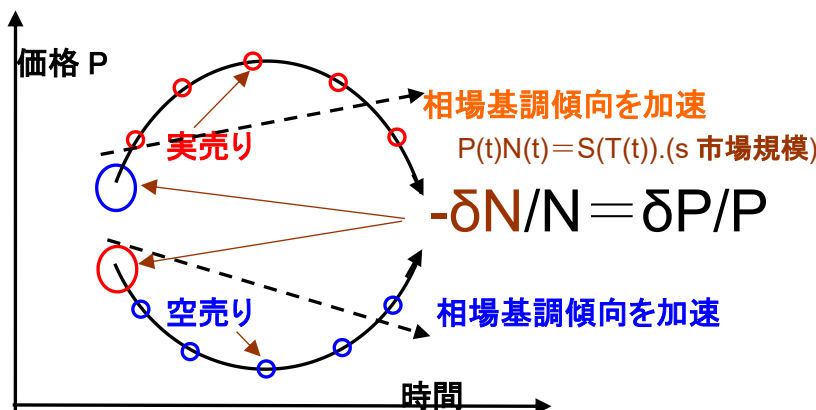 価格 P
相場基調傾向を加速
実売り
P(t)N(t)＝S(T(t)).(s 市場規模)
-δN/N＝δP/P
空売り
相場基調傾向を加速
時間